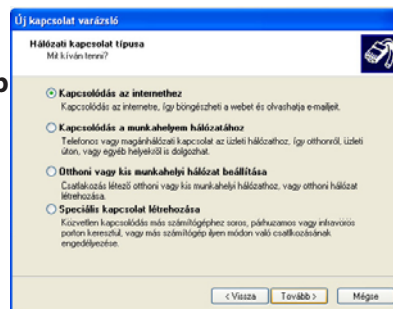 Új kapcsolat varázsló
Hálózati kapcsolat típusa
Mit kíván tenni?
b
Kapcsolódás az internethez
Kapcsolódás az internetre, így böngészheti a webet és olvashatja e-mailjeit.
Kapcsolódás a munkahelyem hálózatához
Telefonos vagy magánhálózati kapcsolat az üzleti hálózathoz, így otthonról, üzleti
úton, vagy egyéb helyekről is dolgozhat.
Otthoni vagy kis munkahelyi hálózat beállítása
Csatlakozás létező otthoni vagy kis munkahelyi hálózathoz, vagy otthoni hálózat
létrehozása.
Speciális kapcsolat létrehozása
Közvetlen kapcsolódás más számítógéphez soros, párhuzamos vagy infravörös
porton keresztül, vagy más számítógép ilyen módon való csatlkozásának
engedélyezése.
< Vissza Tovább > Mégse